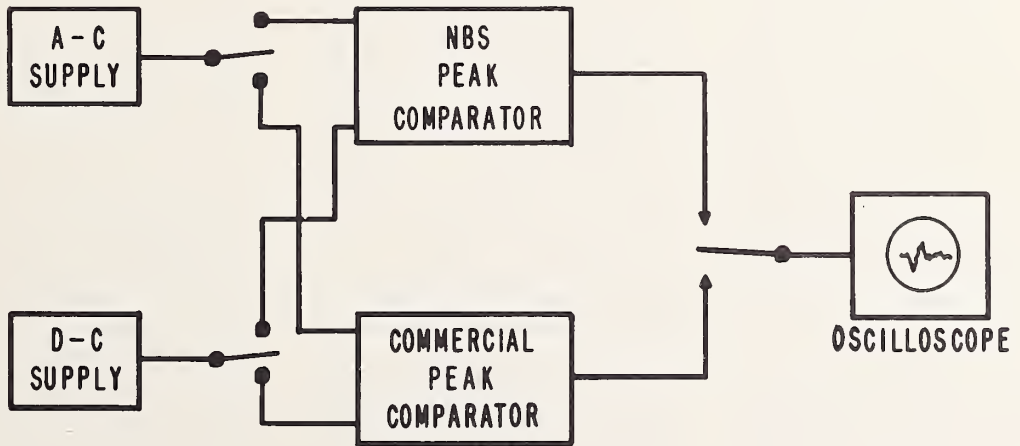 A-C
SUPPLY
NBS
PEAK
COMPARATOR
D-C
SUPPLY
COMMERCIAL
PEAK
COMPARATOR
OSCILLOSCOPE